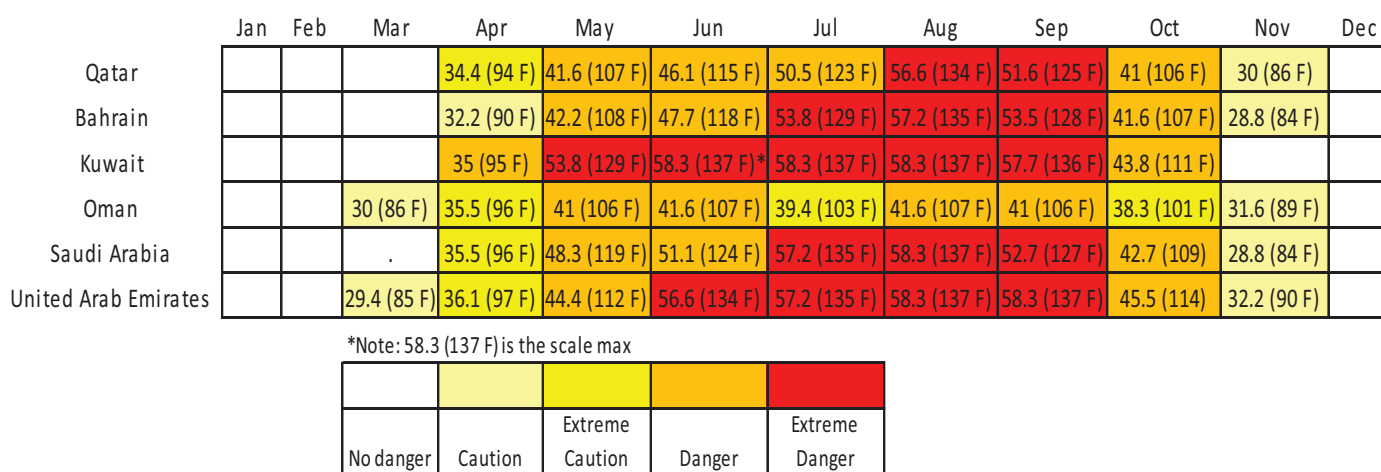 Jan Feb Mar Apr May Jun Jul Aug Sep Oct Nov Dec
Qatar 34.4 (94 F) 41.6 (107 F) 46.1 (115 F) 50.5 (123 F) 56.6 (134 F) 51.6 (125 F) 41 (106 F) 30 (86 F)
Bahrain 32.2 (90 F) 42.2 (108 F) 47.7 (118 F) 53.8 (129 F) 57.2 (135 F) 53.5 (128 F) 41.6 (107 F) 28.8 (84 F)
Kuwait 35 (95 F) 53.8 (129 F) 58.3 (137 F)* 58.3 (137 F) 58.3 (137 F) 57.7 (136 F) 43.8 (111 F)
Oman 30 (86 F) 35.5 (96 F) 41 (106 F) 41.6 (107 F) 39.4 (103 F) 41.6 (107 F) 41 (106 F) 38.3 (101 F) 31.6 (89 F)
Saudi Arabia . 35.5 (96 F) 48.3 (119 F) 51.1 (124 F) 57.2 (135 F) 58.3 (137 F) 52.7 (127 F) 42.7 (109) 28.8 (84 F)
United Arab Emirates 29.4 (85 F) 36.1 (97 F) 44.4 (112 F) 56.6 (134 F) 57.2 (135 F) 58.3 (137 F) 58.3 (137 F) 45.5 (114) 32.2 (90 F)
*Note: 58.3 (137 F) is the scale max
Extreme Extreme
No danger Caution Caution Danger Danger